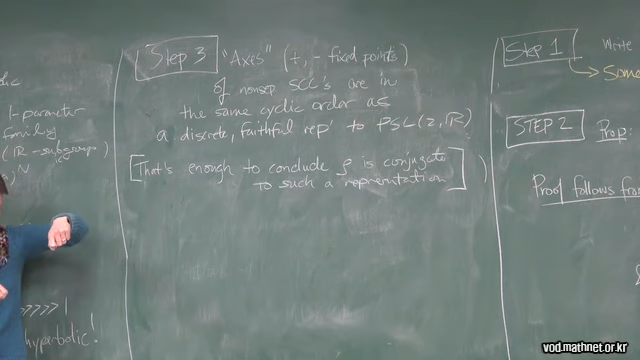 1-parameter
family
(ℝ-subgroup)
N
>>>>> 1
hyperbolic!
Step 3 "Axes" (+, - fixed points)
of nonsep SCC's are in
the same cyclic order as
a discrete, faithful rep' to PSL(2, ℝ)
[That's enough to conclude ρ is conjugate
to such a representation]
Step 1 Write
→ Some
STEP 2 Prop:
Proof follows from
vod.mathnet.or.kr